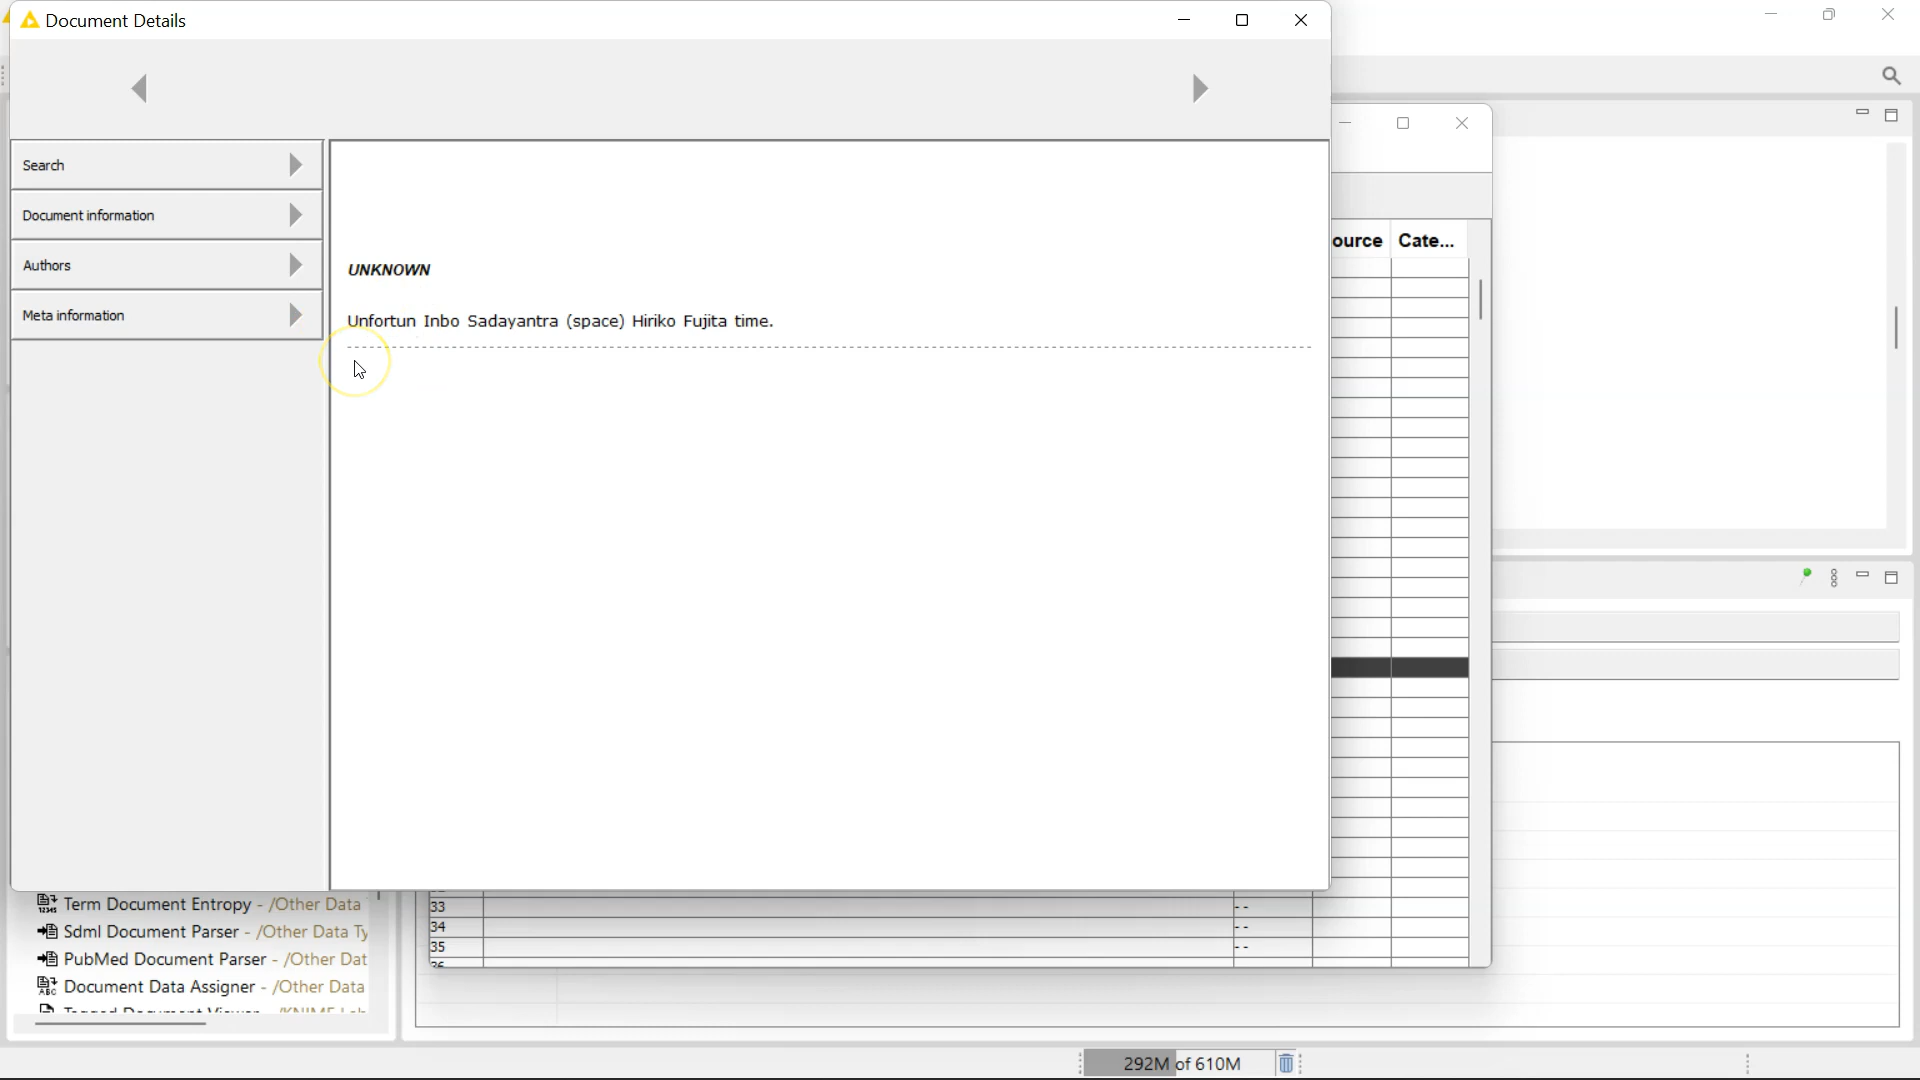 Document Details
Search
Document information
Authors
Meta information
UNKNOWN
Unfortun Inbo Sadayantra (space) Hiriko Fujita time.
ource Cate...
33 --
34 --
35 --
Term Document Entropy - /Other Data
Sdml Document Parser - /Other Data Ty
PubMed Document Parser - /Other Dat
Document Data Assigner - /Other Data
292M of 610M